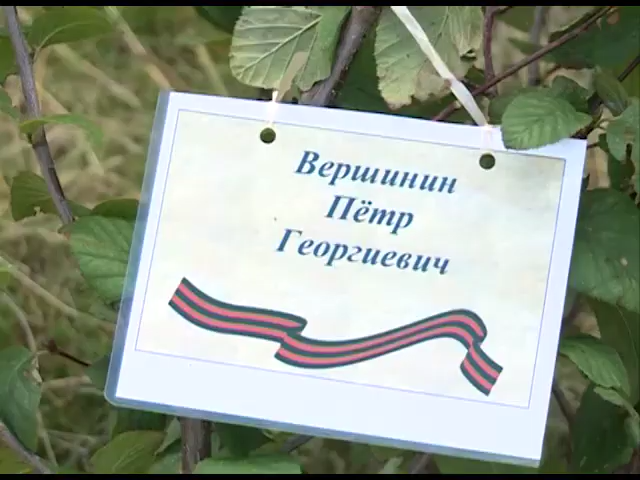 Вершинин
Пётр
Георгиевич